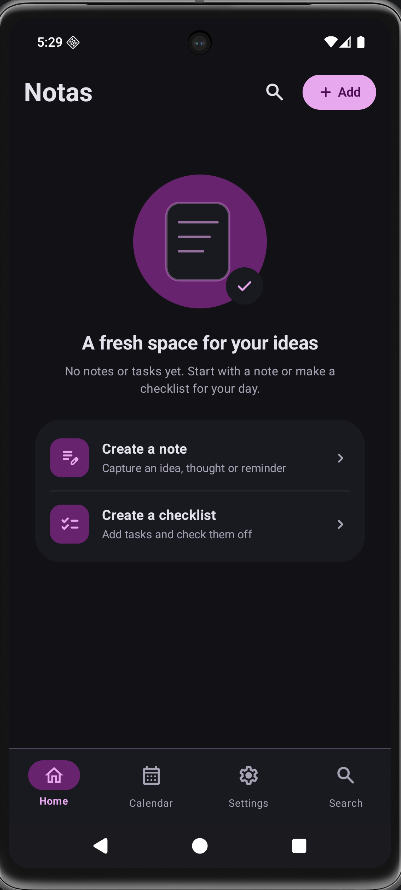 5:29
Notas
+ Add
A fresh space for your ideas
No notes or tasks yet. Start with a note or make a
checklist for your day.
Create a note
Capture an idea, thought or reminder
Create a checklist
Add tasks and check them off
Home
Calendar
Settings
Search